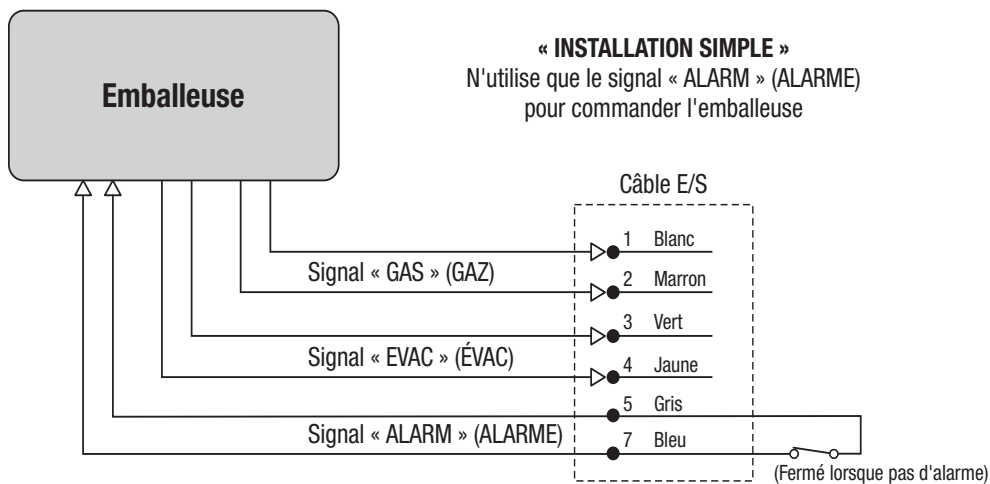 Emballeuse
« INSTALLATION SIMPLE »
N'utilise que le signal « ALARM » (ALARME)
pour commander l'emballeuse
Câble E/S
1 Blanc
Signal « GAS » (GAZ)
2 Marron
3 Vert
Signal « EVAC » (ÉVAC)
4 Jaune
5 Gris
Signal « ALARM » (ALARME)
7 Bleu
(Fermé lorsque pas d'alarme)